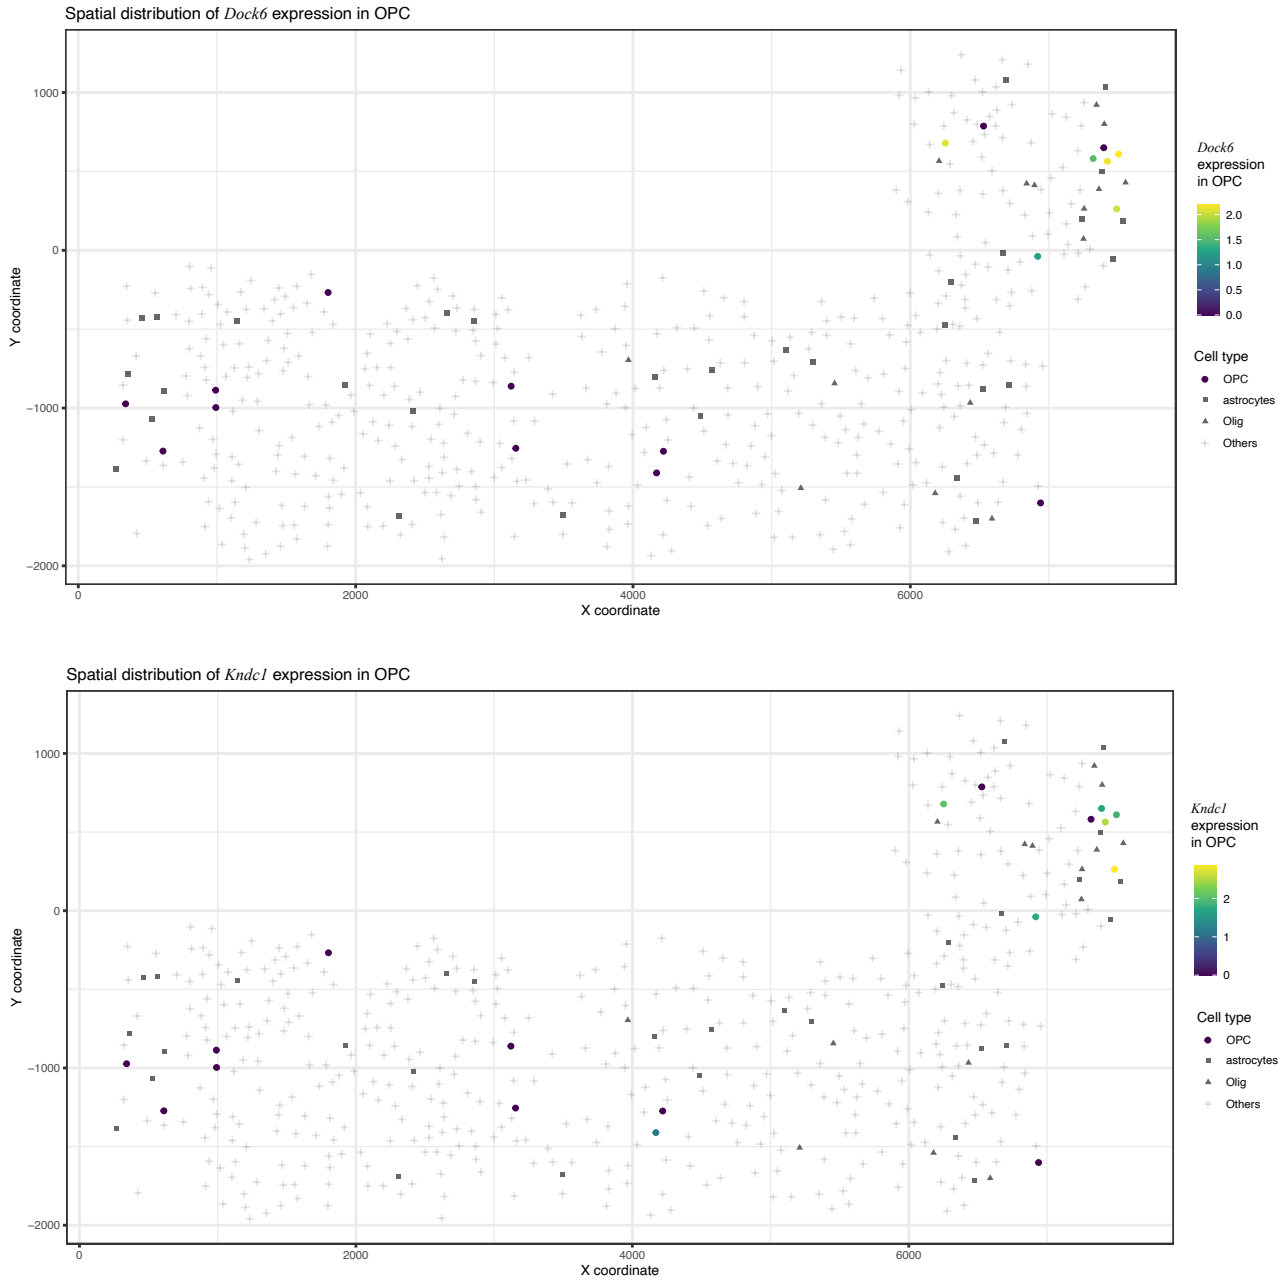 Spatial distribution of Dock6 expression in OPC
1000
0
−1000
−2000
Y coordinate
0
2000
4000
6000
X coordinate
Dock6
expression
in OPC
2.0
1.5
1.0
0.5
0.0
Cell type
OPC
astrocytes
Olig
Others
Spatial distribution of Kndc1 expression in OPC
1000
0
−1000
−2000
Y coordinate
0
2000
4000
6000
X coordinate
Kndc1
expression
in OPC
2
1
0
Cell type
OPC
astrocytes
Olig
Others